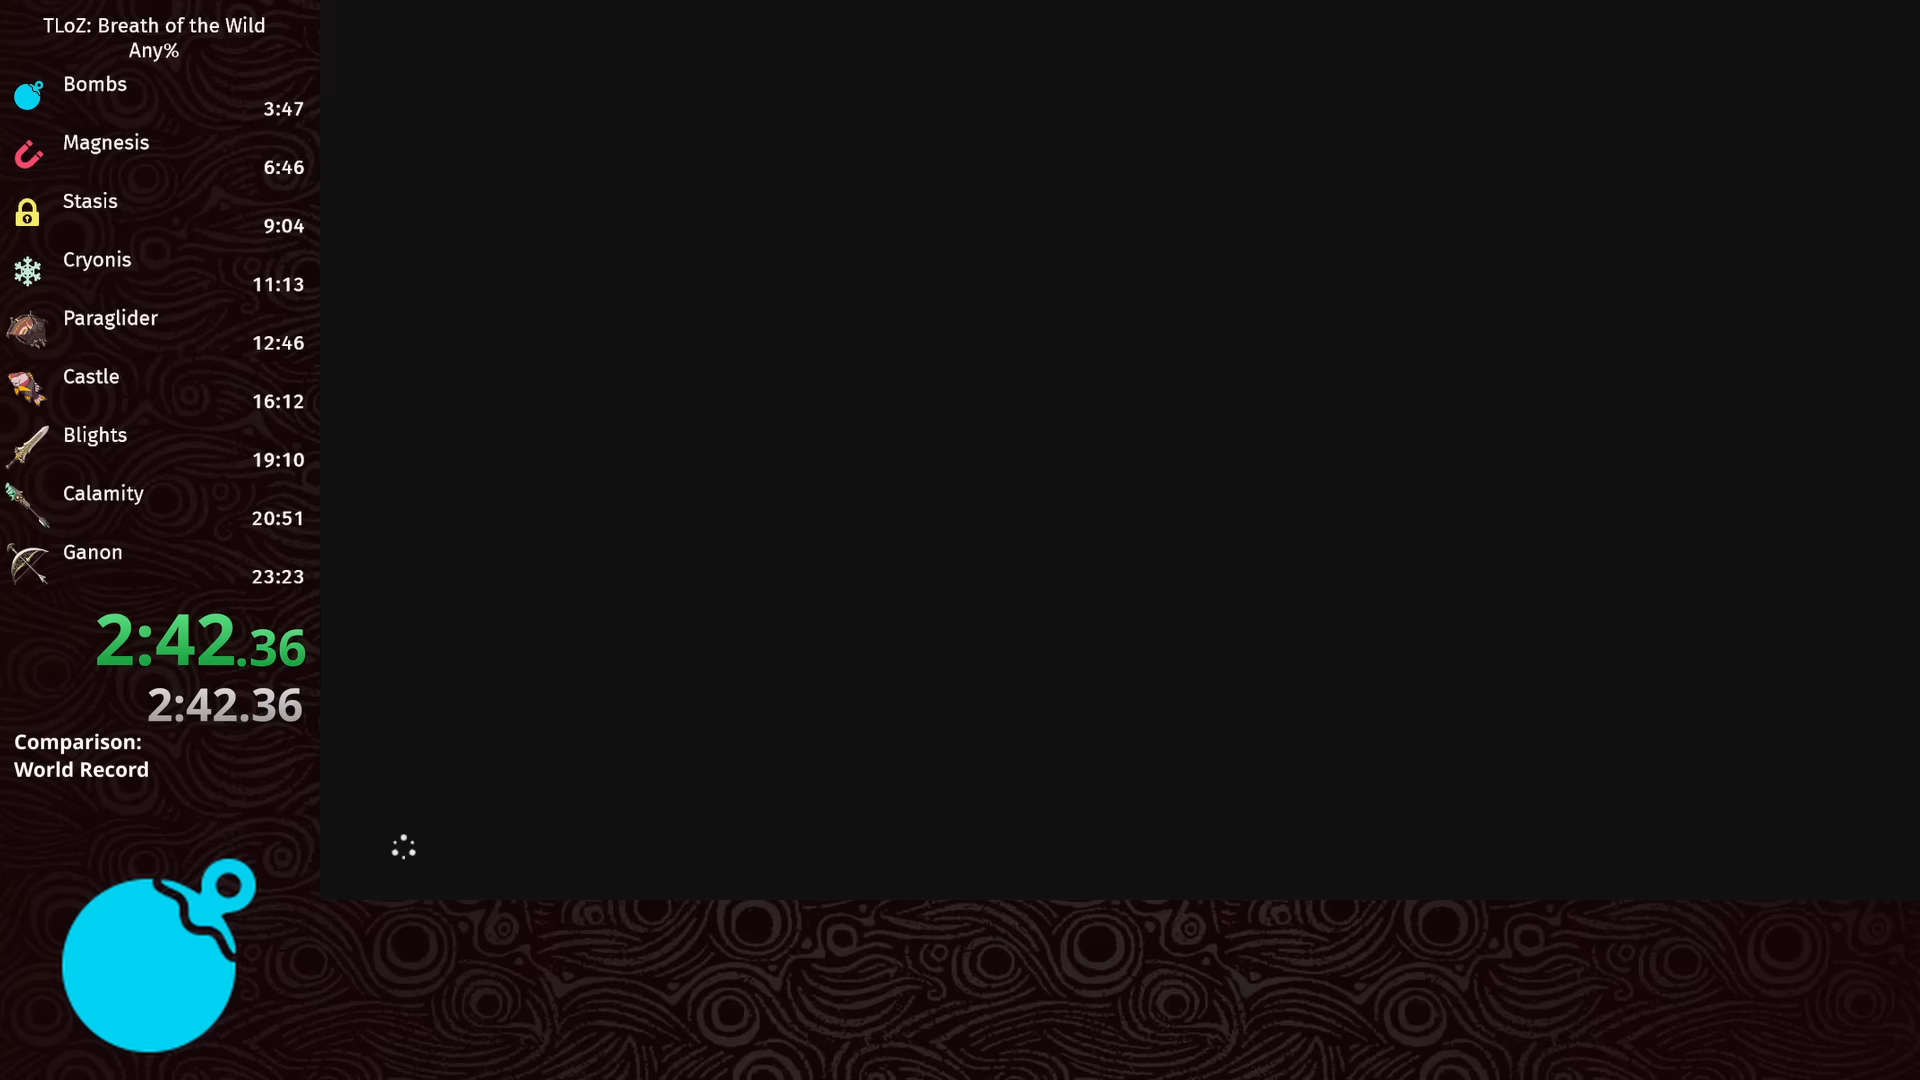 TLoZ: Breath of the Wild
Any%
Bombs
3:47
Magnesis
6:46
Stasis
9:04
Cryonis
11:13
Paraglider
12:46
Castle
16:12
Blights
19:10
Calamity
20:51
Ganon
23:23
2:42.36
2:42.36
Comparison:
World Record